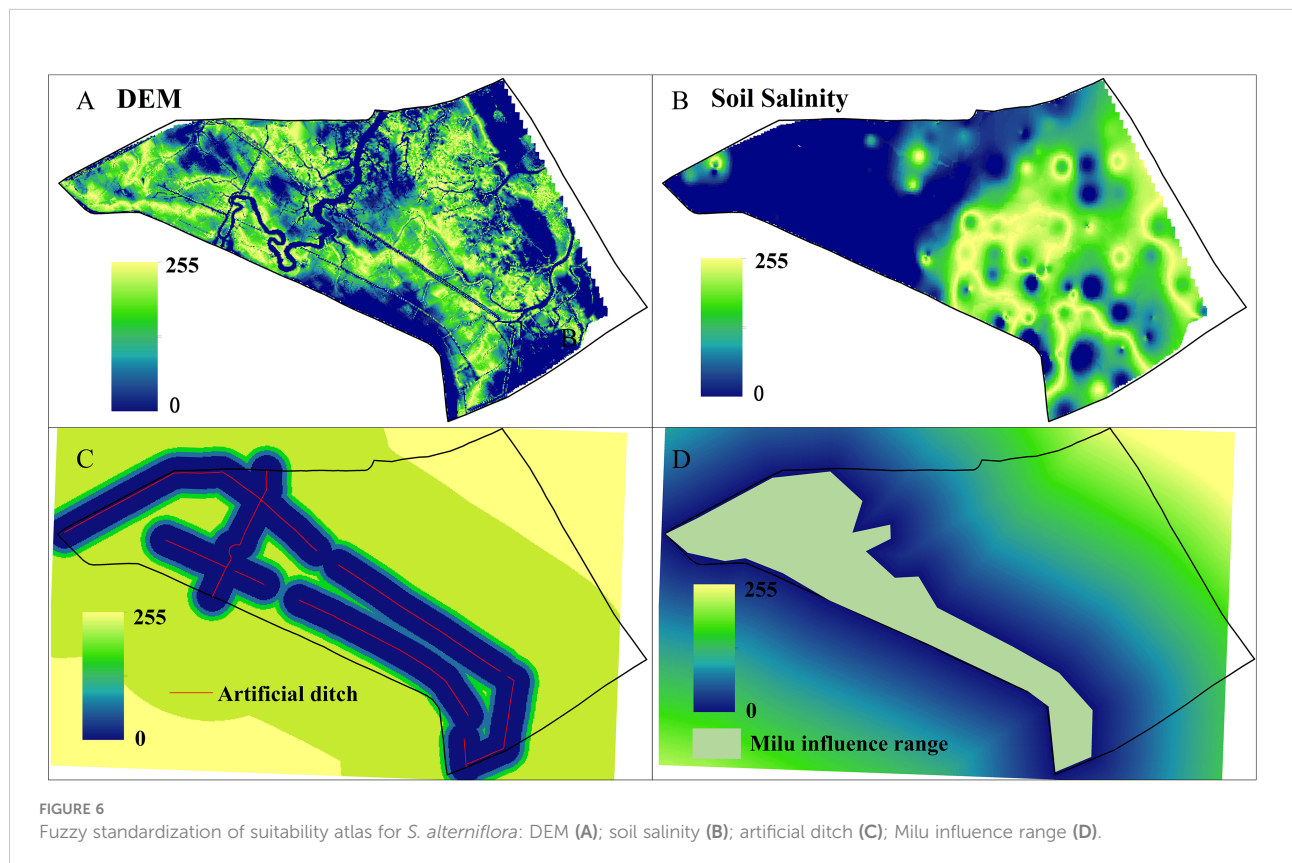 A DEM
255
0
B
B Soil Salinity
255
0
C
255
0
Artificial ditch
D
255
0
Milu influence range
FIGURE 6
Fuzzy standardization of suitability atlas for S. alterniflora: DEM (A); soil salinity (B); artificial ditch (C); Milu influence range (D).